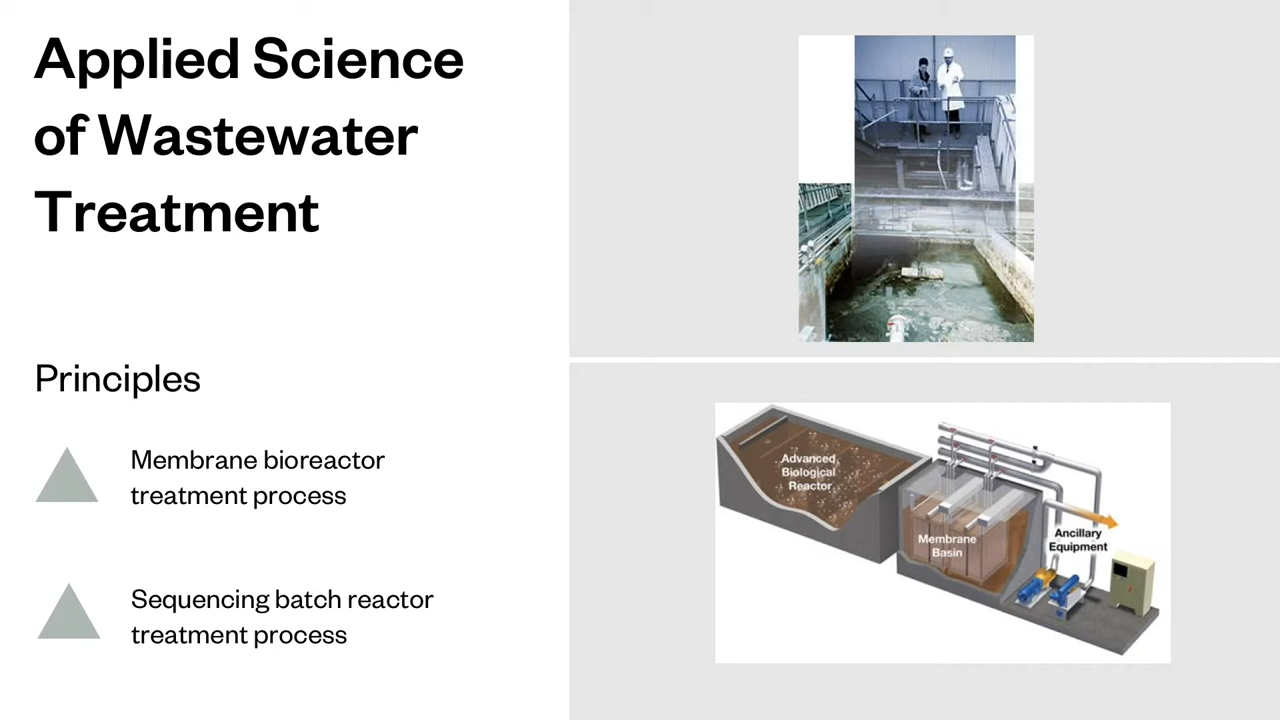 Applied Science
of Wastewater
Treatment
Principles
Membrane bioreactor
treatment process
Sequencing batch reactor
treatment process
Advanced
Biological
Reactor
Membrane
Basin
Ancillary
Equipment